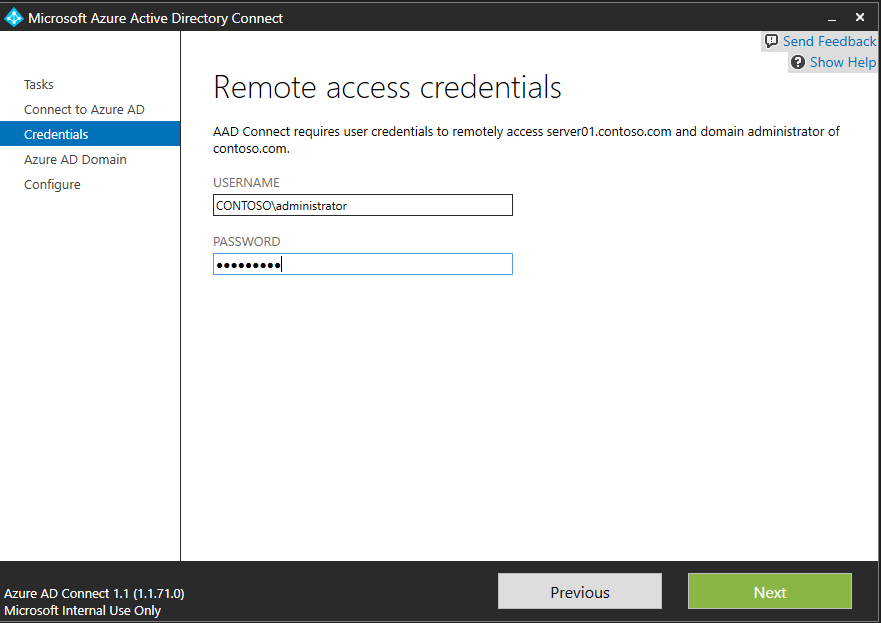 Microsoft Azure Active Directory Connect
Send Feedback
Show Help
Tasks
Connect to Azure AD
Credentials
Azure AD Domain
Configure
Remote access credentials
AAD Connect requires user credentials to remotely access server01.contoso.com and domain administrator of
contoso.com.
USERNAME
CONTOSO\administrator
PASSWORD
●●●●●●●●●
Azure AD Connect 1.1 (1.1.71.0)
Microsoft Internal Use Only
Previous
Next